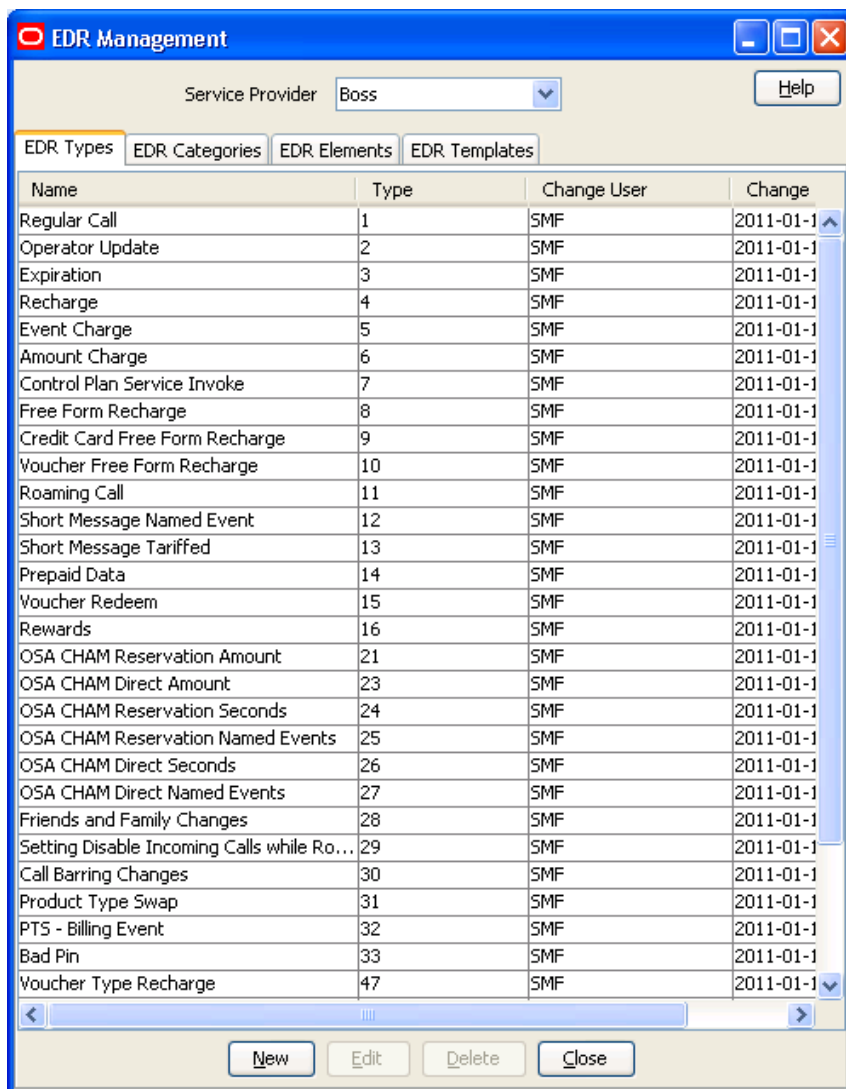 EDR Management
Service Provider Boss Help
EDR Types EDR Categories EDR Elements EDR Templates
Name Type Change User Change
Regular Call 1 SMF 2011-01-1
Operator Update 2 SMF 2011-01-1
Expiration 3 SMF 2011-01-1
Recharge 4 SMF 2011-01-1
Event Charge 5 SMF 2011-01-1
Amount Charge 6 SMF 2011-01-1
Control Plan Service Invoke 7 SMF 2011-01-1
Free Form Recharge 8 SMF 2011-01-1
Credit Card Free Form Recharge 9 SMF 2011-01-1
Voucher Free Form Recharge 10 SMF 2011-01-1
Roaming Call 11 SMF 2011-01-1
Short Message Named Event 12 SMF 2011-01-1
Short Message Tariffed 13 SMF 2011-01-1
Prepaid Data 14 SMF 2011-01-1
Voucher Redeem 15 SMF 2011-01-1
Rewards 16 SMF 2011-01-1
OSA CHAM Reservation Amount 21 SMF 2011-01-1
OSA CHAM Direct Amount 23 SMF 2011-01-1
OSA CHAM Reservation Seconds 24 SMF 2011-01-1
OSA CHAM Reservation Named Events 25 SMF 2011-01-1
OSA CHAM Direct Seconds 26 SMF 2011-01-1
OSA CHAM Direct Named Events 27 SMF 2011-01-1
Friends and Family Changes 28 SMF 2011-01-1
Setting Disable Incoming Calls while Ro... 29 SMF 2011-01-1
Call Barring Changes 30 SMF 2011-01-1
Product Type Swap 31 SMF 2011-01-1
PTS - Billing Event 32 SMF 2011-01-1
Bad Pin 33 SMF 2011-01-1
Voucher Type Recharge 47 SMF 2011-01-1
New Edit Delete Close